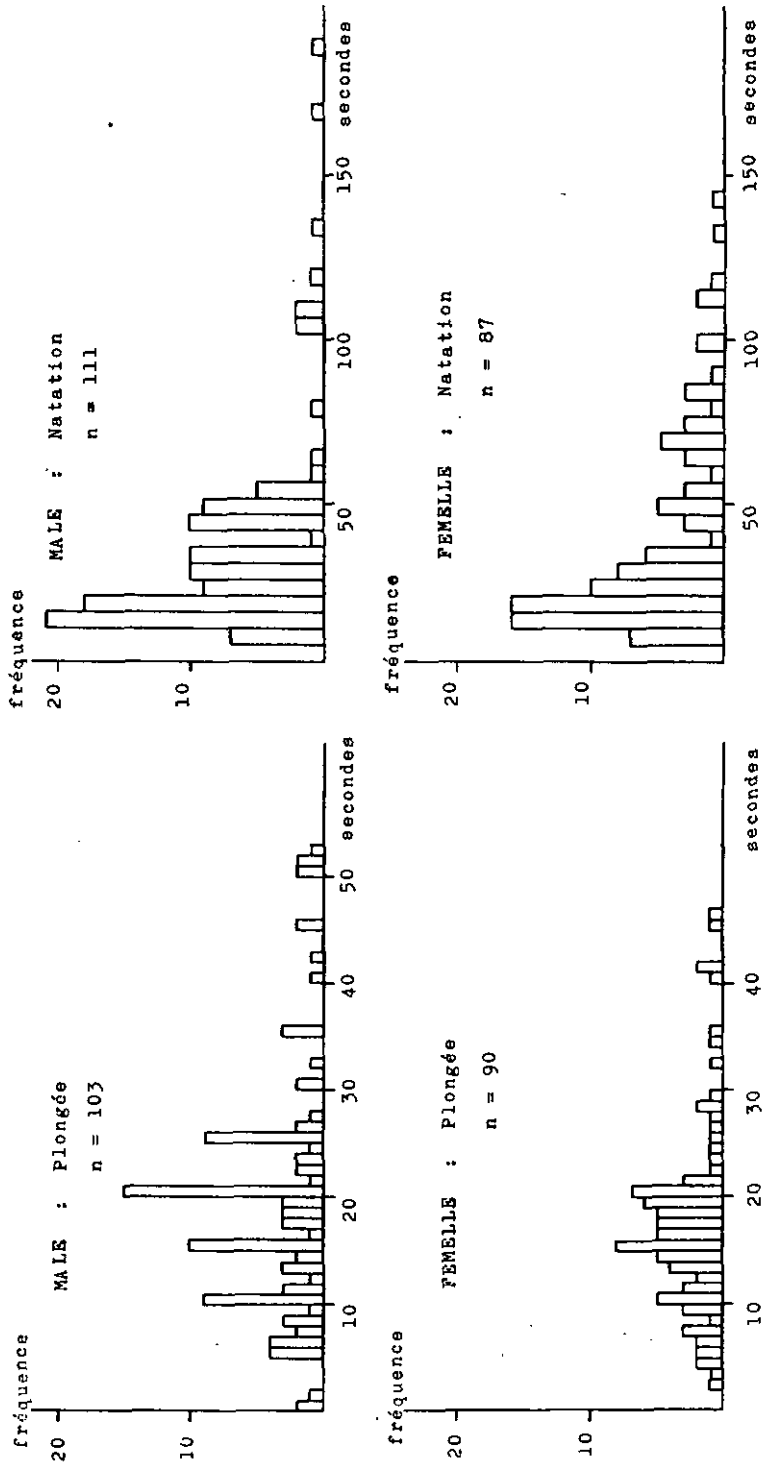 fréquence
20
10
MALE : Plongée
n = 103
10
20
30
40
50
secondes
fréquence
20
10
MALE : Natation
n = 111
50
100
150
secondes
fréquence
20
10
FEMELLE : Plongée
n = 90
10
20
30
40
secondes
fréquence
20
10
FEMELLE : Natation
n = 87
50
100
150
secondes